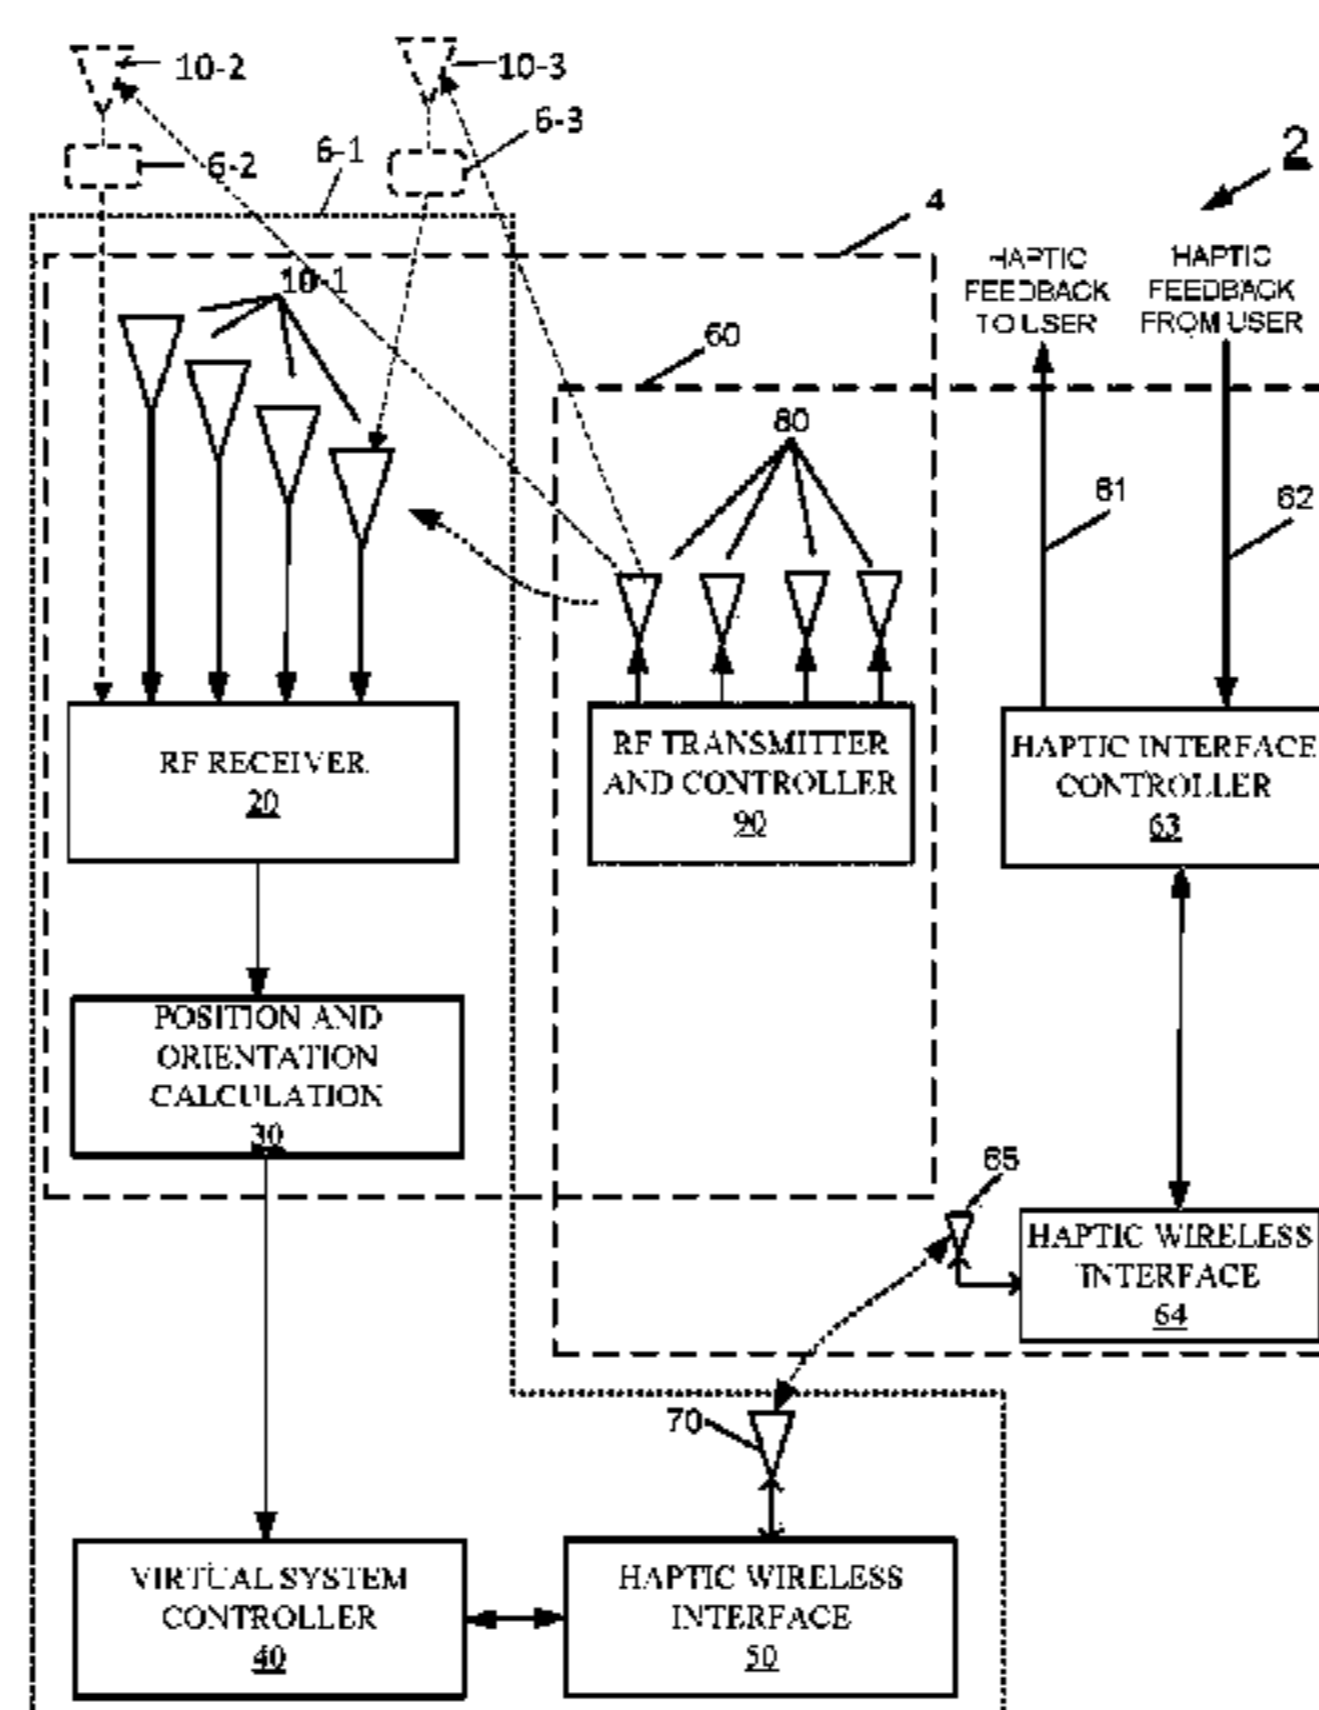 10-2
10-3
6-3
6-2
6-1
2
4
HAPTIC
FEEDBACK
TO USER
HAPTIC
FEEDBACK
FROM USER
10-1
60
80
61
62
RF RECEIVER
20
RF TRANSMITTER
AND CONTROLLER
90
HAPTIC INTERFACE
CONTROLLER
63
POSITION AND
ORIENTATION
CALCULATION
30
65
HAPTIC WIRELESS
INTERFACE
64
70
VIRTUAL SYSTEM
CONTROLLER
40
HAPTIC WIRELESS
INTERFACE
50